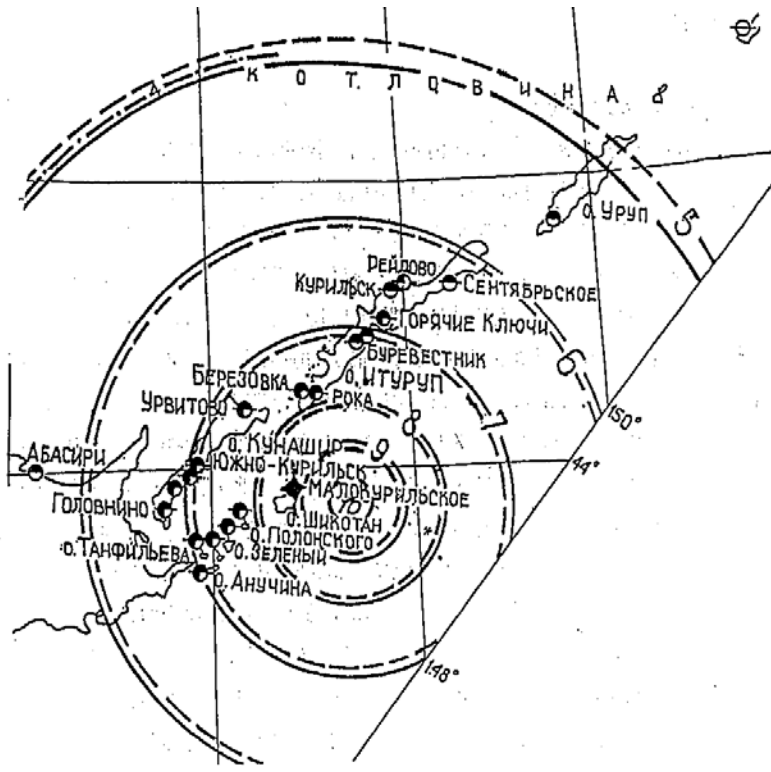 А К О Т Л О В И Н А 8
5
о. Уруп
Рейдово
Курильск
Сентябрьское
Горячие Ключи
6
Буревестник
Березовка
о. Итуруп
7
Урвитово
Рока
8
150°
о. Кунашир
9
Абасири
Южно-Курильск
44°
Малокурильское
Головнино
10
о. Шикотан
о. Полонского
*
о. Танфильева
о. Зеленый
о. Анучина
148°